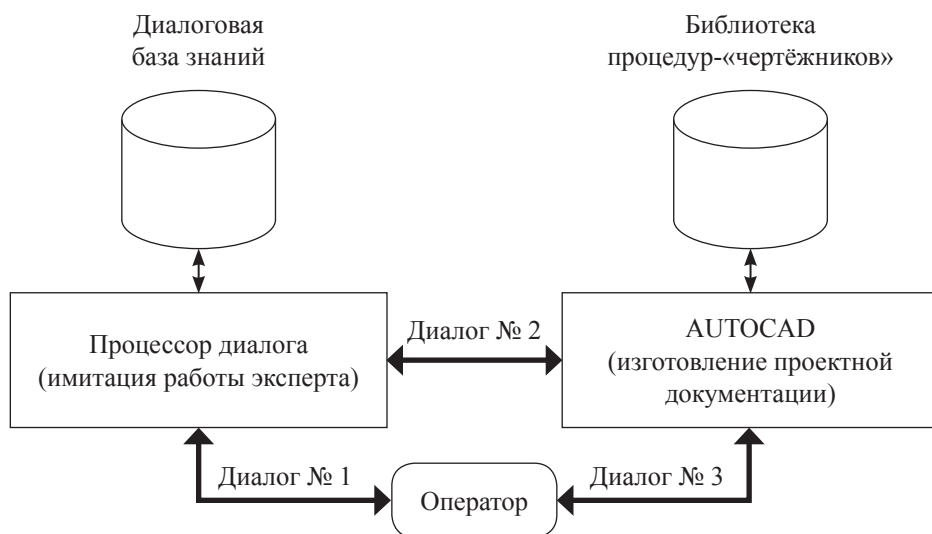 Диалоговая
база знаний
Библиотека
процедур-«чертёжников»
Процессор диалога
(имитация работы эксперта)
Диалог № 2
AUTOCAD
(изготовление проектной
документации)
Диалог № 1
Оператор
Диалог № 3